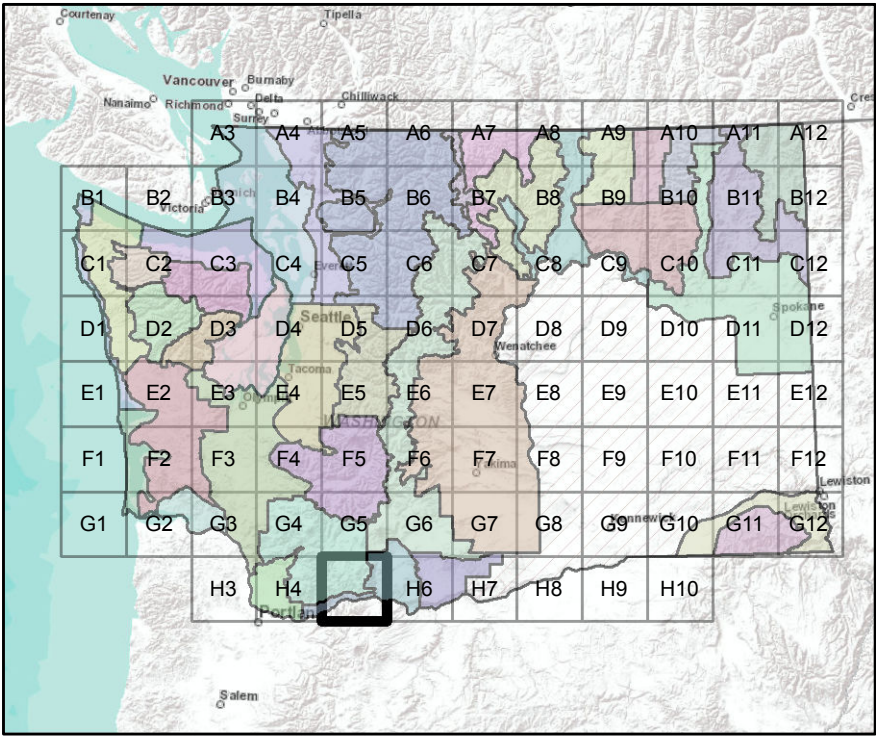 Courtenay
Tipella
Vancouver
Burnaby
Nanaimo
Richmond
Delta
Chilliwack
Surrey
A3 A4 A5 A6 A7 A8 A9 A10 A11 A12
B1 B2 B3 B4 B5 B6 B7 B8 B9 B10 B11 B12
Victoria
C1 C2 C3 C4 C5 C6 C7 C8 C9 C10 C11 C12
Seattle
Spokane
D1 D2 D3 D4 D5 D6 D7 D8 D9 D10 D11 D12
Wenatchee
Tacoma
E1 E2 E3 E4 E5 E6 E7 E8 E9 E10 E11 E12
WASHINGTON
F1 F2 F3 F4 F5 F6 F7 F8 F9 F10 F11 F12
Lewiston
Lewiston
G1 G2 G3 G4 G5 G6 G7 G8 G9 G10 G11 G12
Kennewick
H3 H4 H6 H7 H8 H9 H10
Portlan
Salem